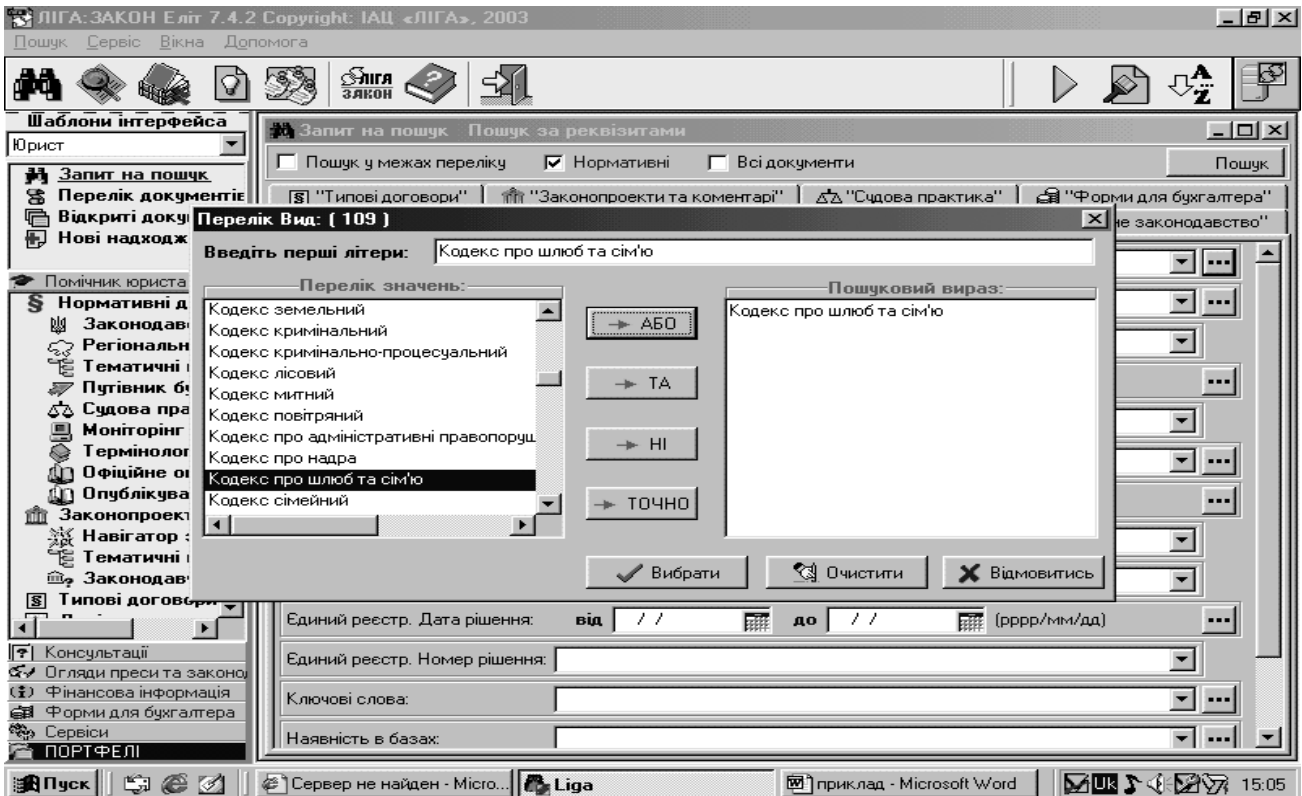 ЛІГА:ЗАКОН Еліт 7.4.2 Copyright: ІАЦ «ЛІГА», 2003
Пошук Сервіс Вікна Допомога
ЛІГА ЗАКОН
Шаблони інтерфейса
Юрист
Запит на пошук
Перелік документів
Відкриті доку
Нові надходж
Помічник юриста
Нормативні д
Законодав
Регіональн
Тематичні
Путівник б
Судова пра
Моніторинг
Термінолог
Офіційне о
Опублікува
Законопроект
Навігатор з
Тематичні
Законодав
Типові договори
Консультації
Огляди преси та законо
Фінансова інформація
Форми для бухгалтера
Сервіси
ПОРТФЕЛІ
Запит на пошук Пошук за реквізитами
Пошук у межах переліку Нормативні Всі документи Пошук
"Типові договори" "Законопроекти та коментарі" "Судова практика" "Форми для бухгалтера"
не законодавство"
Перелік Вид: ( 109 )
Введіть перші літери: Кодекс про шлюб та сім'ю
Перелік значень:
Кодекс земельний
Кодекс кримінальний
Кодекс кримінально-процесуальний
Кодекс лісовий
Кодекс митний
Кодекс повітряний
Кодекс про адміністративні правопоруш
Кодекс про надра
Кодекс про шлюб та сім'ю
Кодекс сімейний
АБО
ТА
НІ
ТОЧНО
Пошуковий вираз:
Кодекс про шлюб та сім'ю
Вибрати Очистити Відмовитись
Єдиний реєстр. Дата рішення: від / / до / / (рррр/мм/дд)
Єдиний реєстр. Номер рішення:
Ключові слова:
Наявність в базах:
Пуск Сервер не найден - Micro... Liga приклад - Microsoft Word Uk 15:05